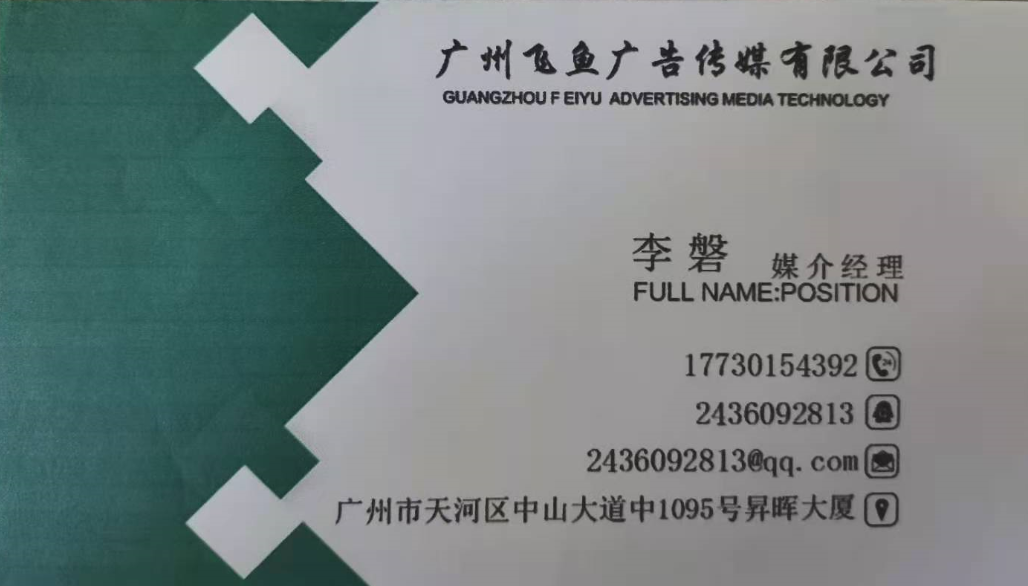 广州飞鱼广告传媒有限公司
GUANGZHOU F EIYU ADVERTISING MEDIA TECHNOLOGY
李磐 媒介经理
FULL NAME:POSITION
17730154392
2436092813
2436092813@qq.com
广州市天河区中山大道中1095号昇晖大厦